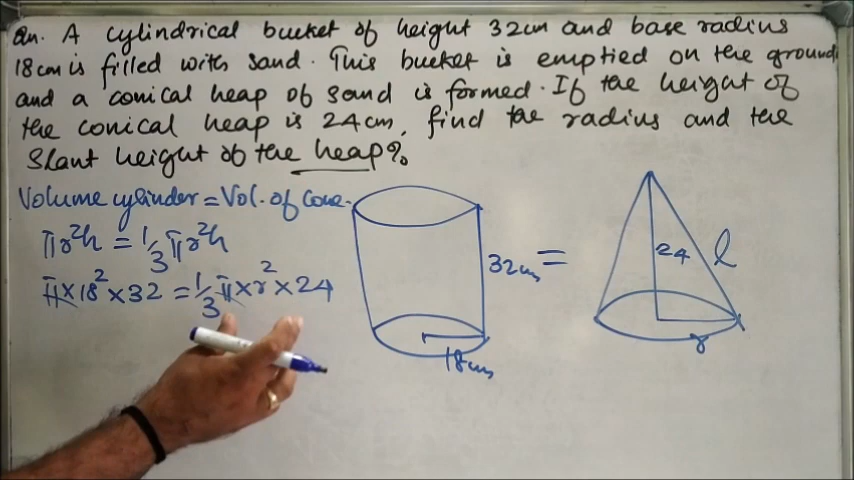 Qn. A cylindrical bucket of height 32cm and base radius
18cm is filled with sand. This bucket is emptied on the ground
and a conical heap of sand is formed. If the height of
the conical heap is 24cm, find the radius and the
slant height of the heap%
Volume cylinder = Vol. of Cone.
πr²h = 1/3 πr²h
π×18²×32 = 1/3 π×r²×24
32cm =
18cm
24 l
r